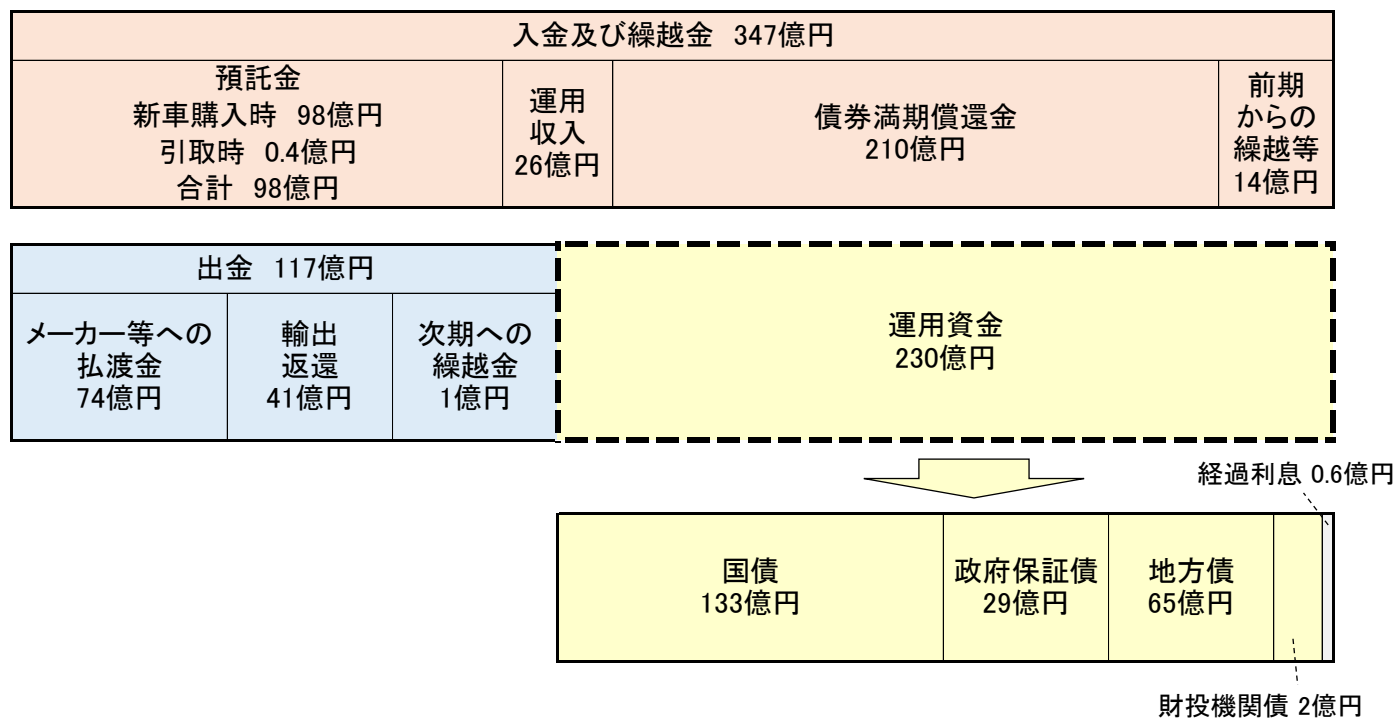 入金及び繰越金 347億円
預託金
新車購入時 98億円
引取時 0.4億円
合計 98億円
運用
収入
26億円
債券満期償還金
210億円
前期
からの
繰越等
14億円
出金 117億円
メーカー等への
払渡金
74億円
輸出
返還
41億円
次期への
繰越金
1億円
運用資金
230億円
経過利息 0.6億円
国債
133億円
政府保証債
29億円
地方債
65億円
財投機関債 2億円